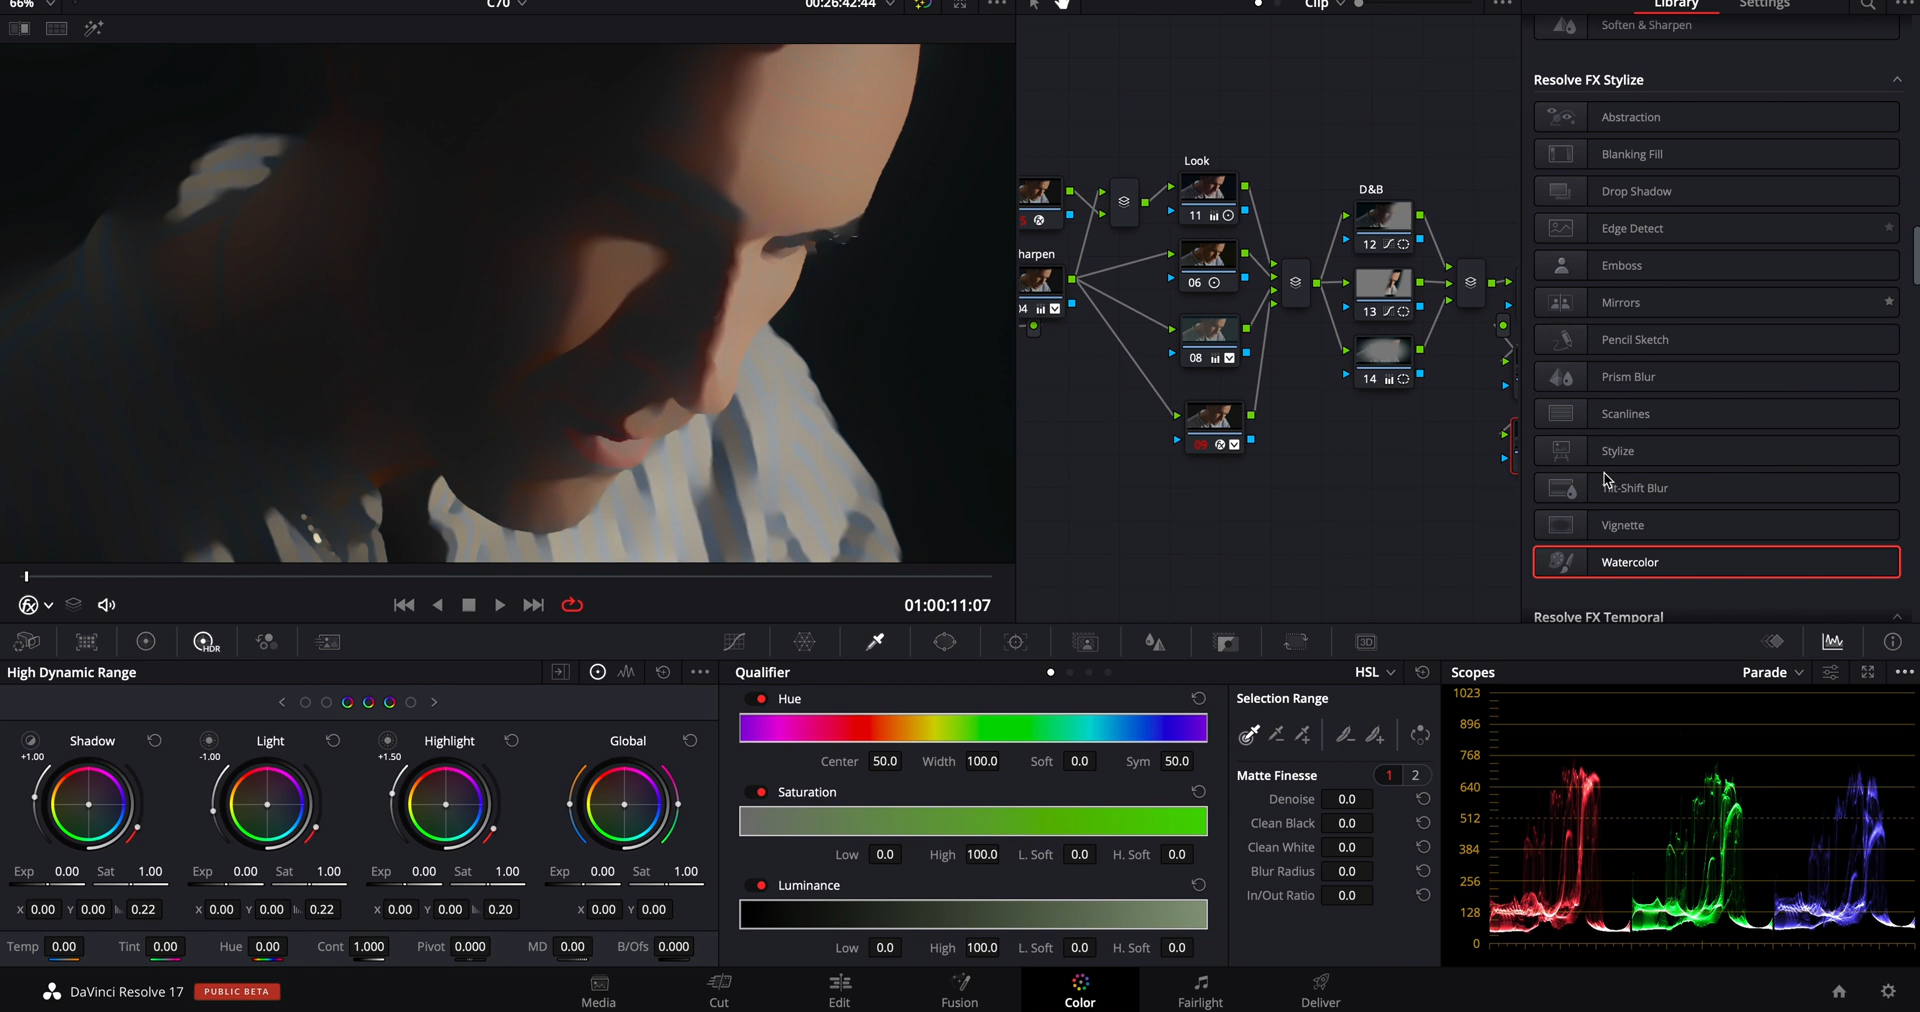 66%
C70
00:26:42:44
Clip
Library
Settings
Soften & Sharpen
Resolve FX Stylize
Abstraction
Blanking Fill
Drop Shadow
Edge Detect
Emboss
Mirrors
Pencil Sketch
Prism Blur
Scanlines
Stylize
Tilt-Shift Blur
Vignette
Watercolor
Resolve FX Temporal
Look
D&B
harpen
11
06
08
09
12
13
14
04
01:00:11:07
HDR
3D
High Dynamic Range
Shadow
Light
Highlight
Global
+1.00
-1.00
+1.50
Exp 0.00 Sat 1.00
Exp 0.00 Sat 1.00
Exp 0.00 Sat 1.00
Exp 0.00 Sat 1.00
X 0.00 Y 0.00 0.22
X 0.00 Y 0.00 0.22
X 0.00 Y 0.00 0.20
X 0.00 Y 0.00
Temp 0.00 Tint 0.00 Hue 0.00 Cont 1.000 Pivot 0.000 MD 0.00 B/Ofs 0.000
Qualifier
HSL
Hue
Center 50.0 Width 100.0 Soft 0.0 Sym 50.0
Saturation
Low 0.0 High 100.0 L. Soft 0.0 H. Soft 0.0
Luminance
Low 0.0 High 100.0 L. Soft 0.0 H. Soft 0.0
Selection Range
Matte Finesse 1 2
Denoise 0.0
Clean Black 0.0
Clean White 0.0
Blur Radius 0.0
In/Out Ratio 0.0
Scopes
Parade
1023
896
768
640
512
384
256
128
0
DaVinci Resolve 17
PUBLIC BETA
Media
Cut
Edit
Fusion
Color
Fairlight
Deliver